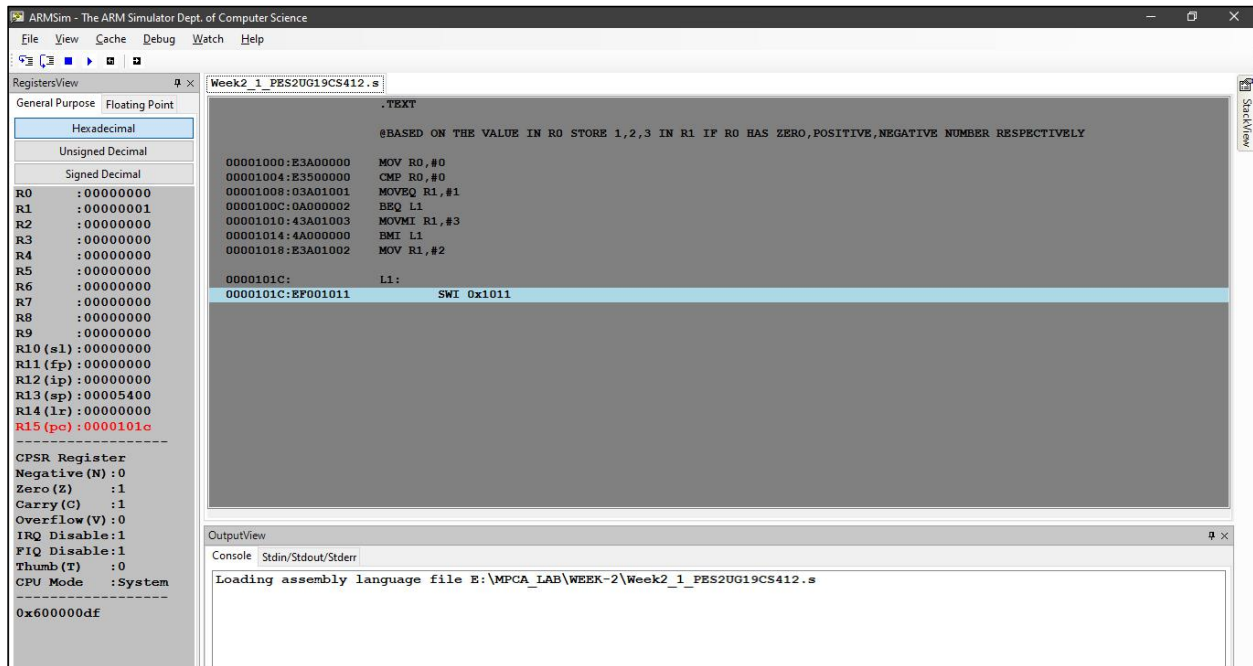 ARMSim - The ARM Simulator Dept. of Computer Science
File View Cache Debug Watch Help
RegistersView
General Purpose Floating Point
Hexadecimal
Unsigned Decimal
Signed Decimal
R0 :00000000
R1 :00000001
R2 :00000000
R3 :00000000
R4 :00000000
R5 :00000000
R6 :00000000
R7 :00000000
R8 :00000000
R9 :00000000
R10(sl):00000000
R11(fp):00000000
R12(ip):00000000
R13(sp):00005400
R14(lr):00000000
R15(pc):0000101c
------------------
CPSR Register
Negative(N):0
Zero(Z) :1
Carry(C) :1
Overflow(V):0
IRQ Disable:1
FIQ Disable:1
Thumb(T) :0
CPU Mode :System
------------------
0x600000df
Week2_1_PES2UG19CS412.s
.TEXT
@BASED ON THE VALUE IN R0 STORE 1,2,3 IN R1 IF R0 HAS ZERO,POSITIVE,NEGATIVE NUMBER RESPECTIVELY
00001000:E3A00000 MOV R0,#0
00001004:E3500000 CMP R0,#0
00001008:03A01001 MOVEQ R1,#1
0000100C:0A000002 BEQ L1
00001010:43A01003 MOVMI R1,#3
00001014:4A000000 BMI L1
00001018:E3A01002 MOV R1,#2
0000101C: L1:
0000101C:EF001011 SWI 0x1011
OutputView
Console Stdin/Stdout/Stderr
Loading assembly language file E:\MPCA_LAB\WEEK-2\Week2_1_PES2UG19CS412.s
StackView